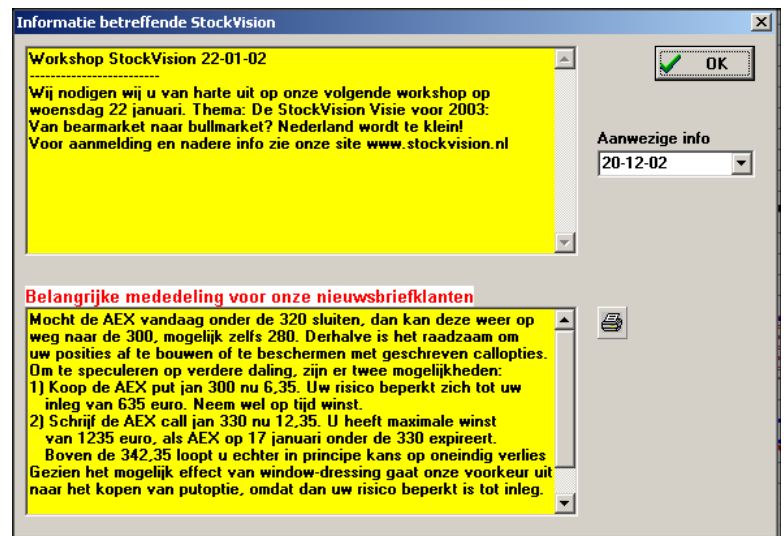 Informatie betreffende StockVision
Workshop StockVision 22-01-02
-------------------------
Wij nodigen wij u van harte uit op onze volgende workshop op
woensdag 22 januari. Thema: De StockVision Visie voor 2003:
Van bearmarket naar bullmarket? Nederland wordt te klein!
Voor aanmelding en nadere info zie onze site www.stockvision.nl
OK
Aanwezige info
20-12-02
Belangrijke mededeling voor onze nieuwsbriefklanten
Mocht de AEX vandaag onder de 320 sluiten, dan kan deze weer op
weg naar de 300, mogelijk zelfs 280. Derhalve is het raadzaam om
uw posities af te bouwen of te beschermen met geschreven callopties.
Om te speculeren op verdere daling, zijn er twee mogelijkheden:
1) Koop de AEX put jan 300 nu 6,35. Uw risico beperkt zich tot uw
inleg van 635 euro. Neem wel op tijd winst.
2) Schrijf de AEX call jan 330 nu 12,35. U heeft maximale winst
van 1235 euro, als AEX op 17 januari onder de 330 expireert.
Boven de 342,35 loopt u echter in principe kans op oneindig verlies
Gezien het mogelijk effect van window-dressing gaat onze voorkeur uit
naar het kopen van putoptie, omdat dan uw risico beperkt is tot inleg.